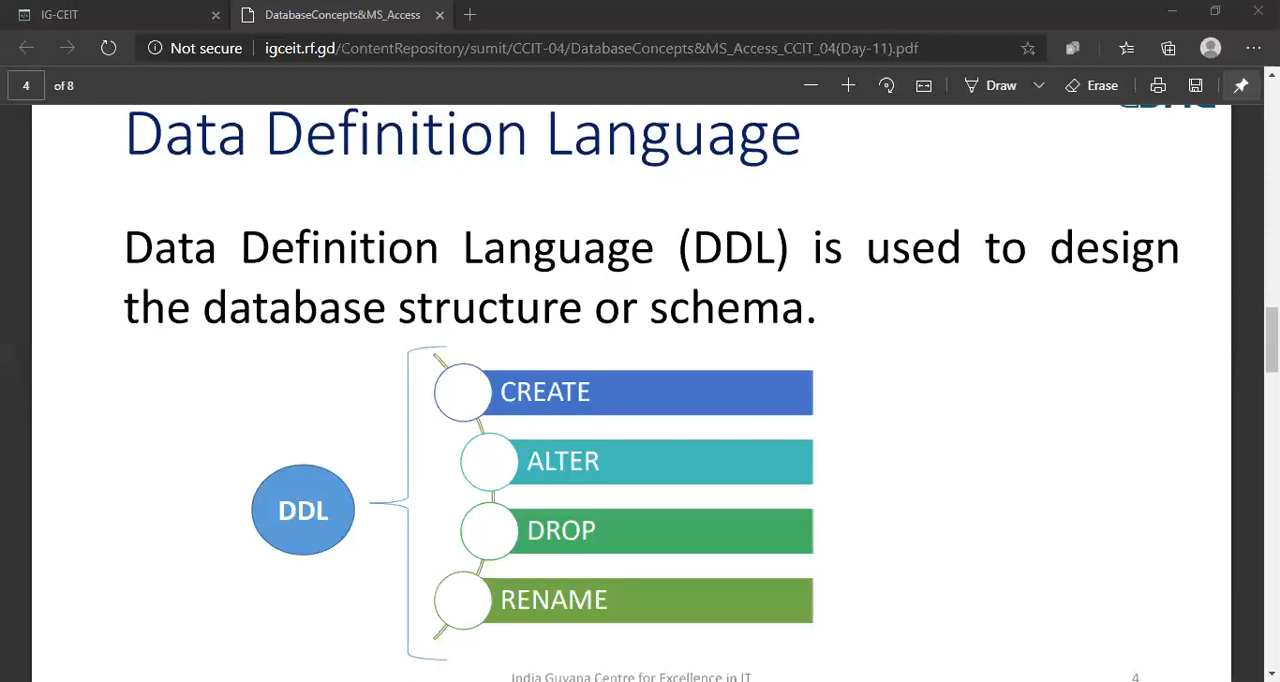 IG-CEIT
DatabaseConcepts&MS_Access
Not secure
igceit.rf.gd/ContentRepository/sumit/CCIT-04/DatabaseConcepts&MS_Access_CCIT_04(Day-11).pdf
4 of 8
Draw
Erase
Data Definition Language
Data Definition Language (DDL) is used to design
the database structure or schema.
CREATE
ALTER
DDL
DROP
RENAME
India Guyana Centre for Excellence in IT
4